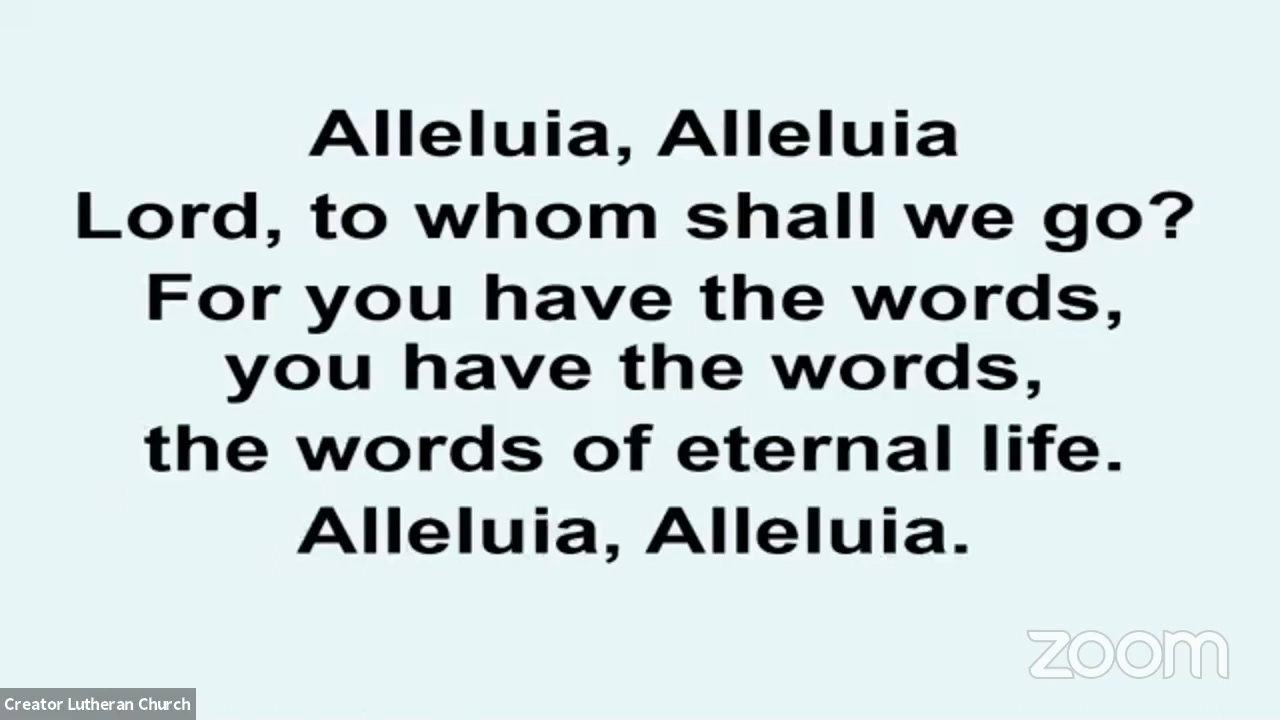 Alleluia, Alleluia
Lord, to whom shall we go?
For you have the words,
you have the words,
the words of eternal life.
Alleluia, Alleluia.
zoom
Creator Lutheran Church